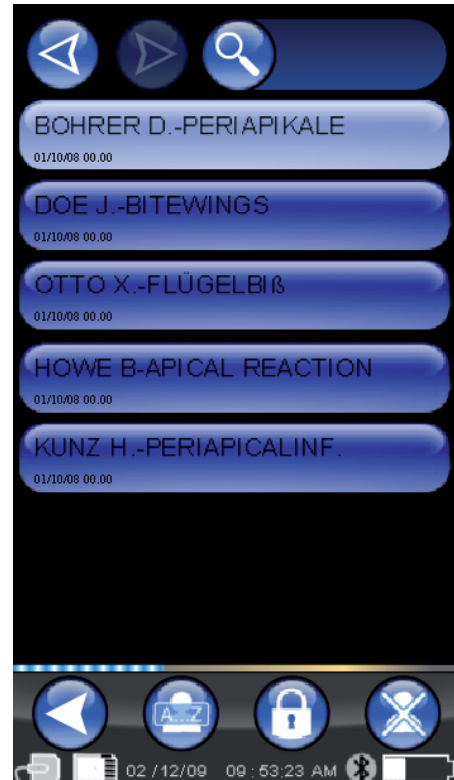 BOHRER D.-PERIAPIKALE
01/10/08 00.00
DOE J.-BITEWINGS
01/10/08 00.00
OTTO X.-FLÜGELBIß
01/10/08 00.00
HOWE B-APICAL REACTION
01/10/08 00.00
KUNZ H.-PERIAPICALINF.
01/10/08 00.00
A...Z
02 /12/09 09 : 53:23 AM